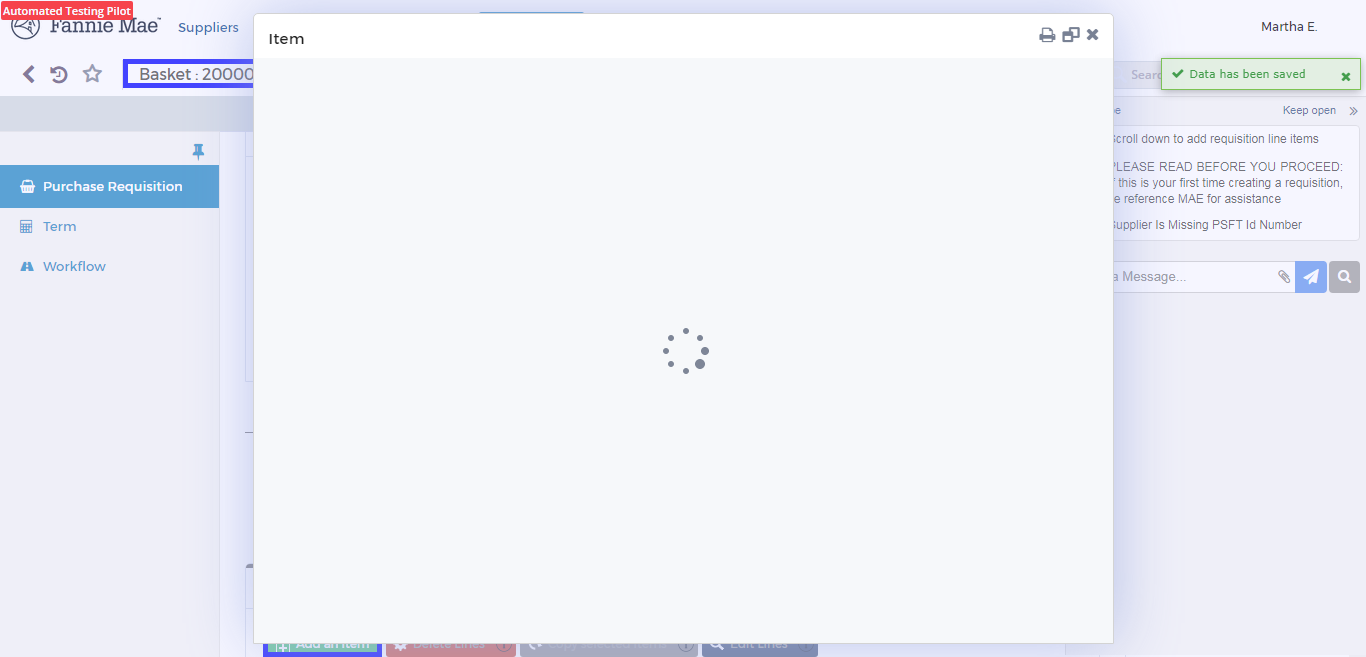 Automated Testing Pilot
Fannie Mae
Suppliers
Martha E.
Item
Basket : 20000
Data has been saved
Keep open
Scroll down to add requisition line items
PLEASE READ BEFORE YOU PROCEED:
this is your first time creating a requisition,
reference MAE for assistance
Supplier Is Missing PSFT Id Number
a Message...
Purchase Requisition
Term
Workflow
Add an item
Delete Lines
Copy selected items
Edit Lines